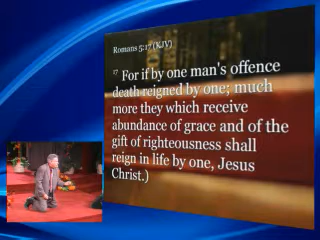 Romans 5:17 (KJV)
17 For if by one man's offence
death reigned by one; much
more they which receive
abundance of grace and of the
gift of righteousness shall
reign in life by one, Jesus
Christ.)